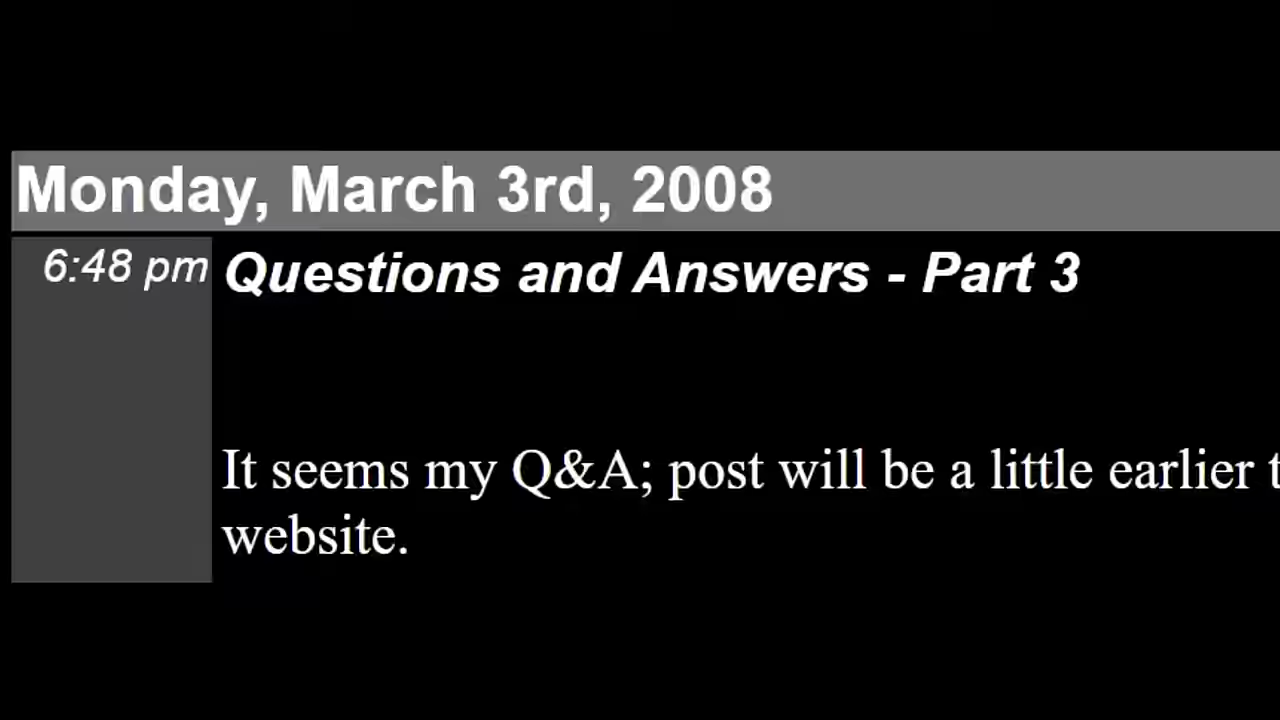 Monday, March 3rd, 2008
6:48 pm Questions and Answers - Part 3
It seems my Q&A; post will be a little earlier
website.